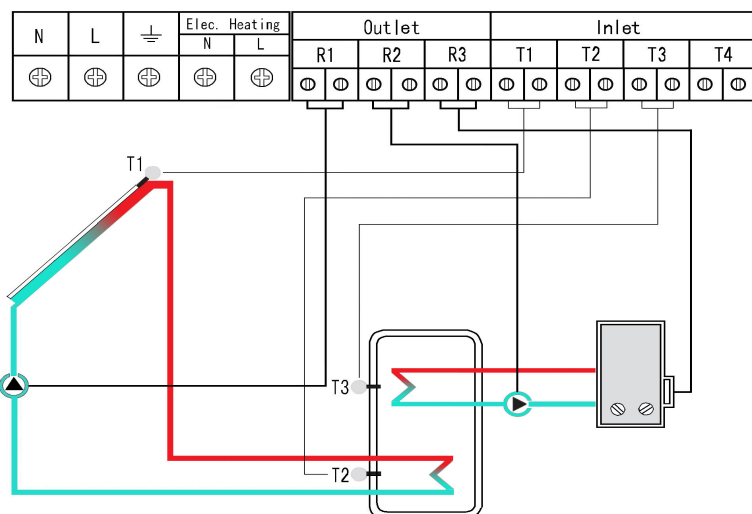 N L Elec. Heating Outlet Inlet
N L R1 R2 R3 T1 T2 T3 T4
T1
T3
T2